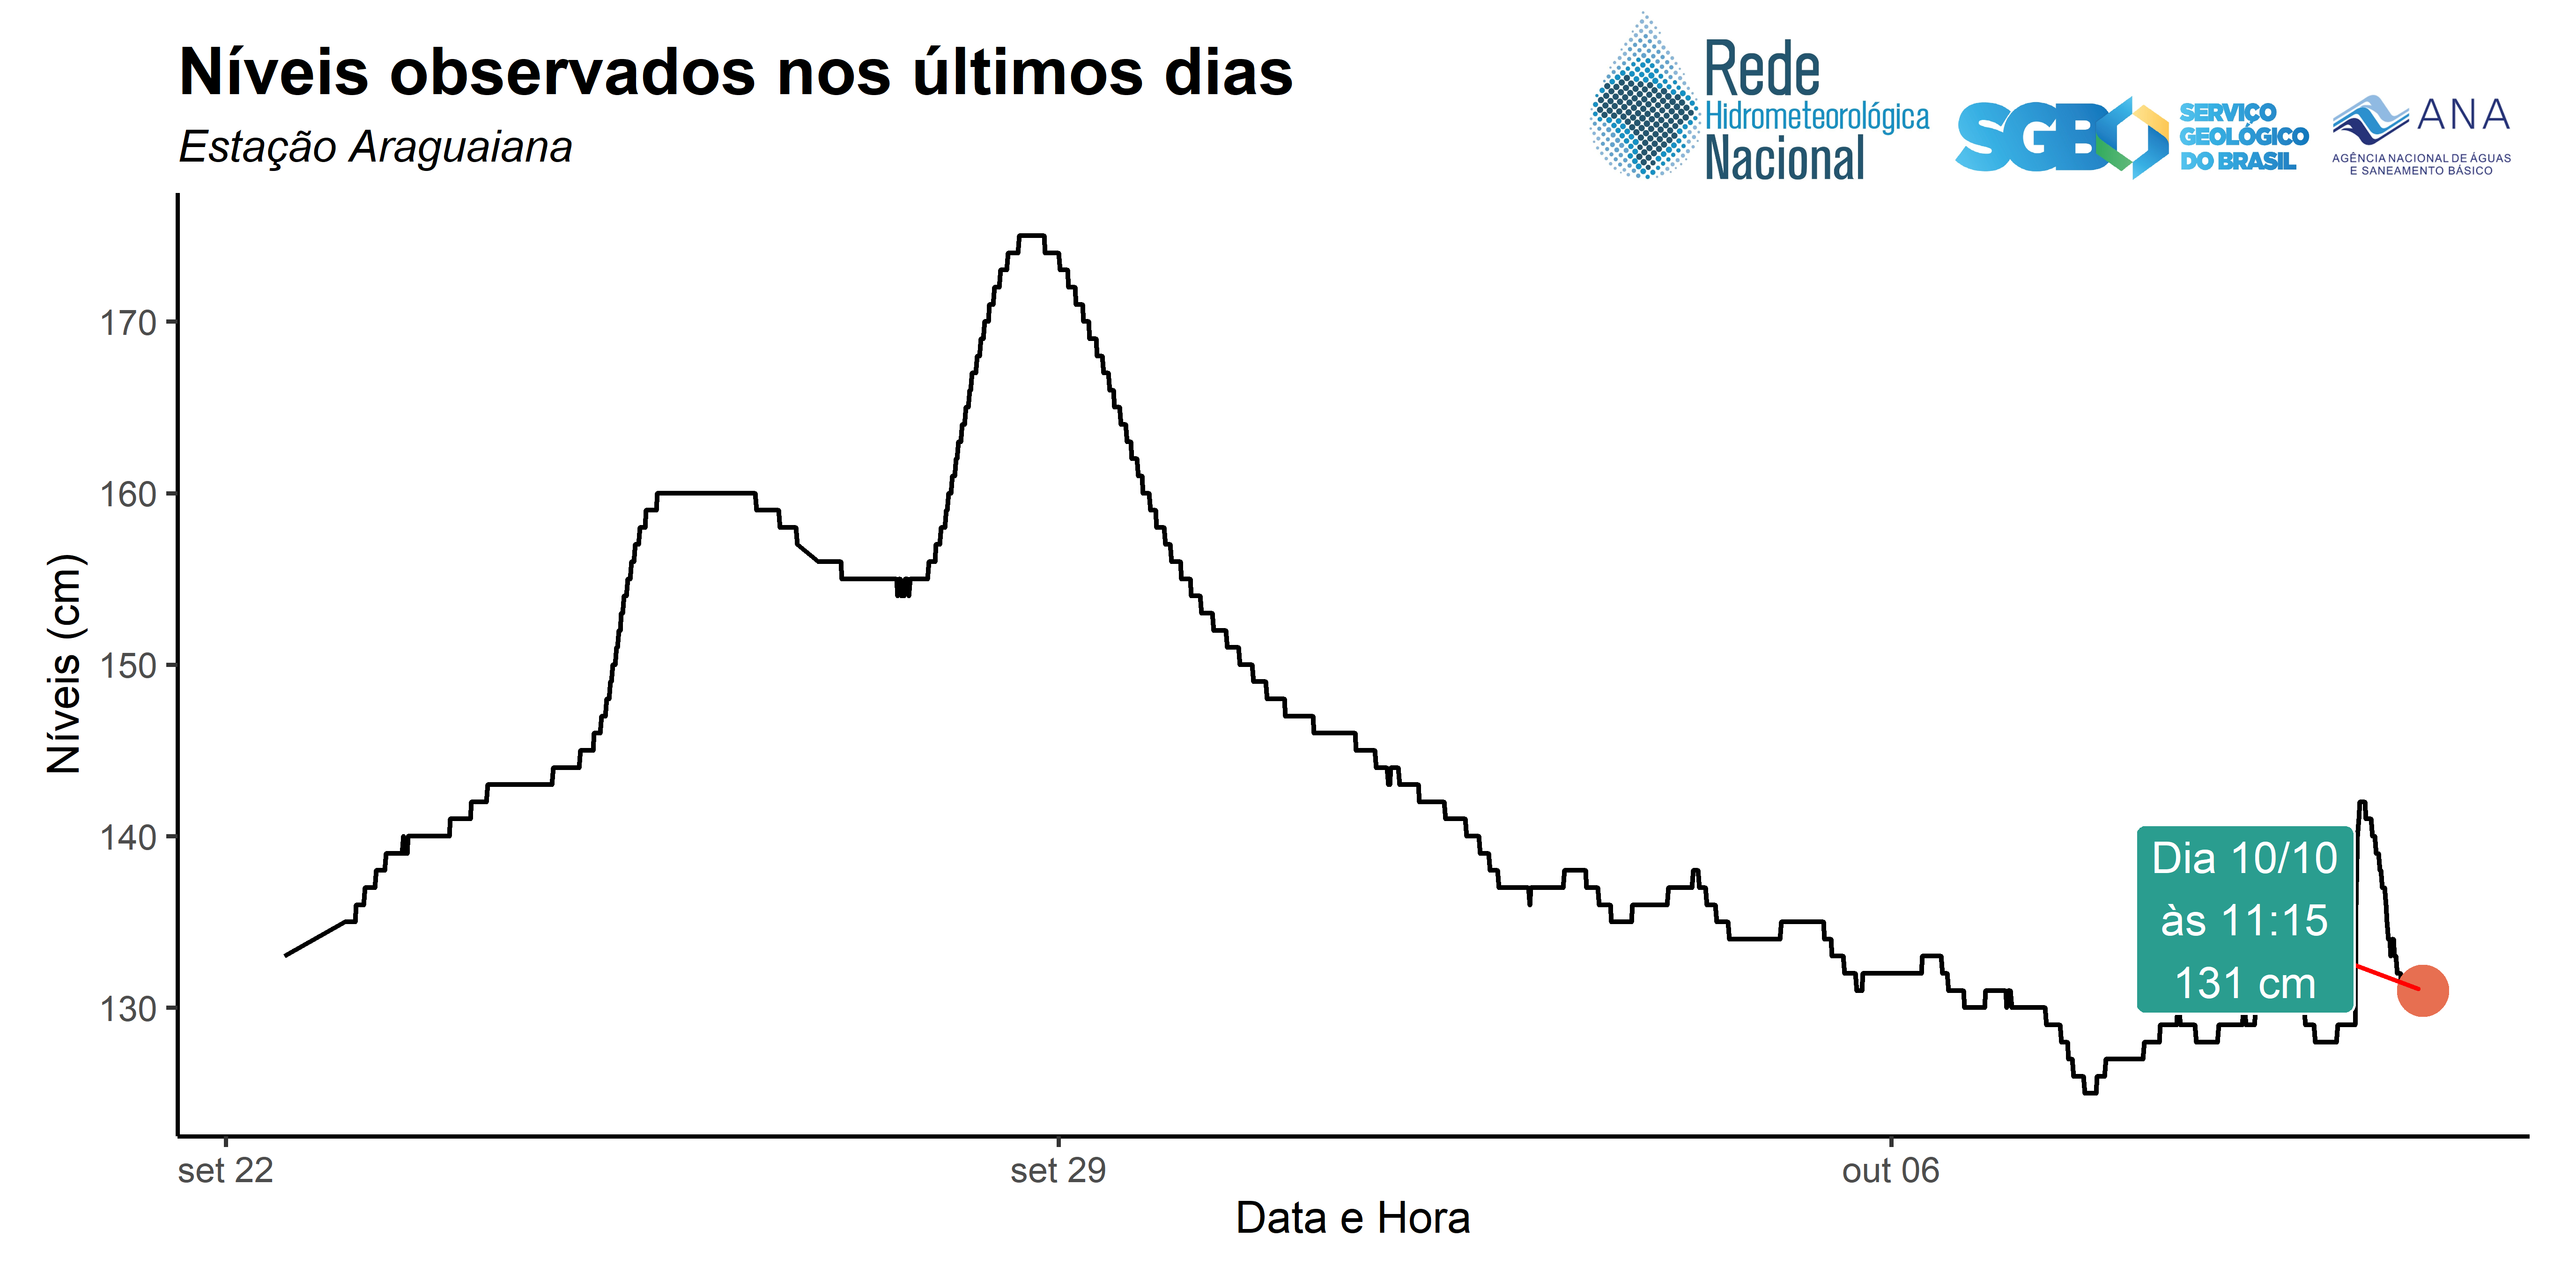 Níveis observados nos últimos dias
Estação Araguaiana
Rede
Hidrometeorológica
Nacional
SGB
SERVIÇO
GEOLÓGICO
DO BRASIL
ANA
AGÊNCIA NACIONAL DE ÁGUAS
E SANEAMENTO BÁSICO
Níveis (cm)
170
160
150
140
130
Dia 10/10
às 11:15
131 cm
set 22
set 29
out 06
Data e Hora